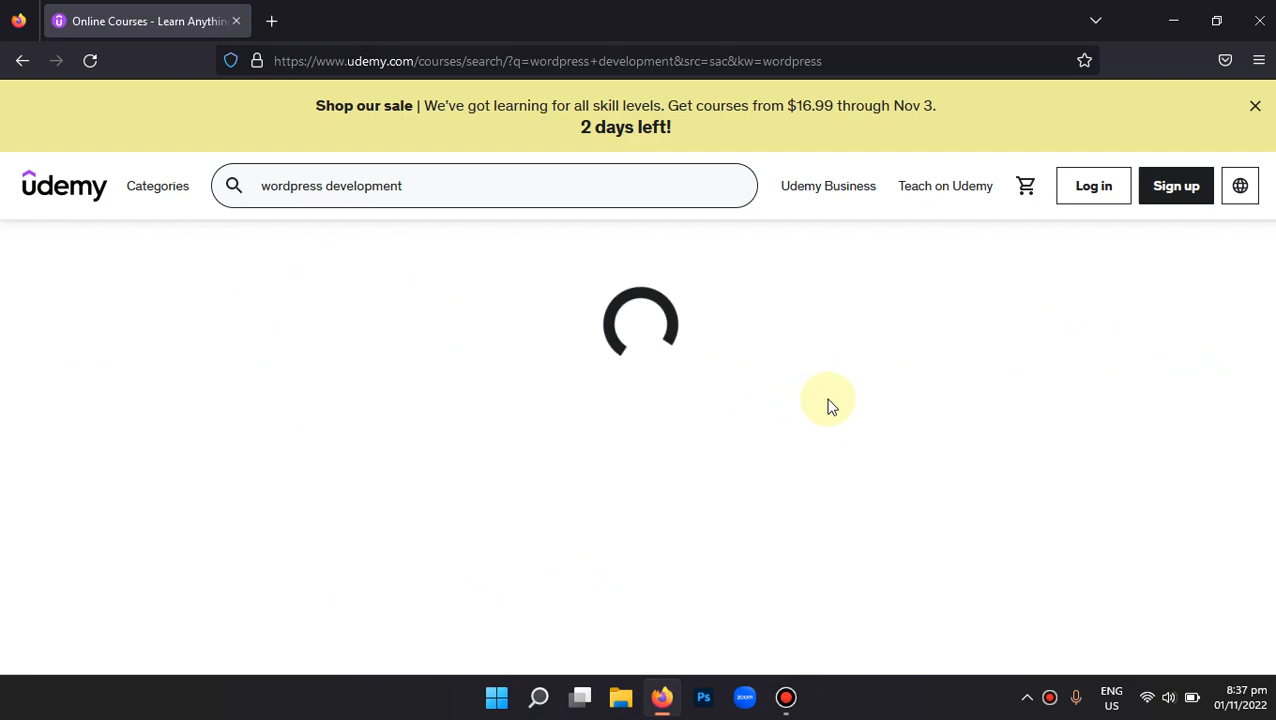 Online Courses - Learn Anythin
https://www.udemy.com/courses/search/?q=wordpress+development&src=sac&kw=wordpress
Shop our sale | We've got learning for all skill levels. Get courses from $16.99 through Nov 3.
2 days left!
udemy Categories wordpress development Udemy Business Teach on Udemy Log in Sign up
Ps zoom ENG 8:37 pm
US 01/11/2022